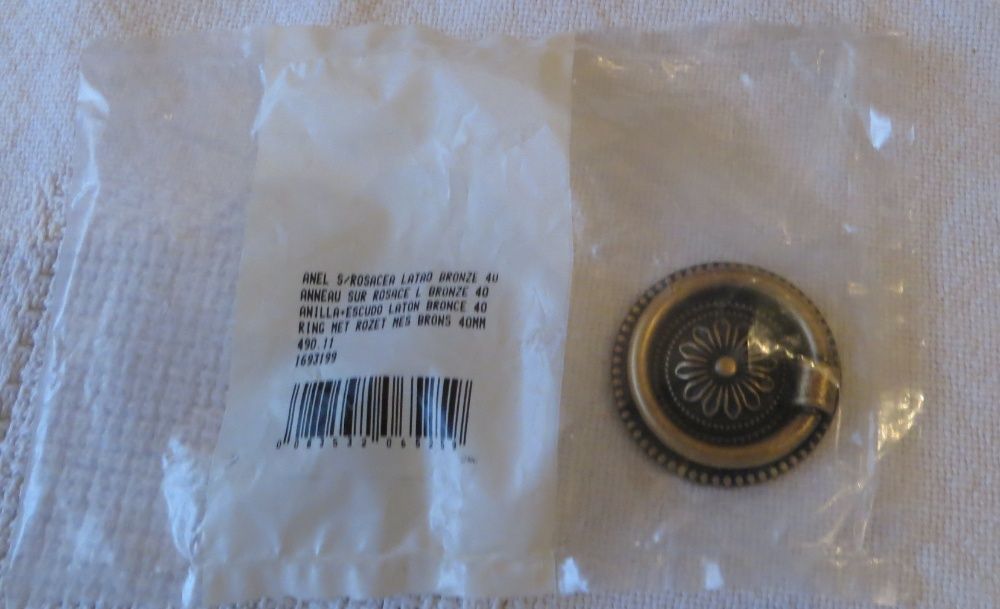 ANEL S/ROSACEA LATAO BRONZE 40
ANNEAU SUR ROSACE L BRONZE 40
ANILLA+ESCUDO LATON BRONCE 40
RING MET ROZET MES BRONS 40MM
490.11
1693199